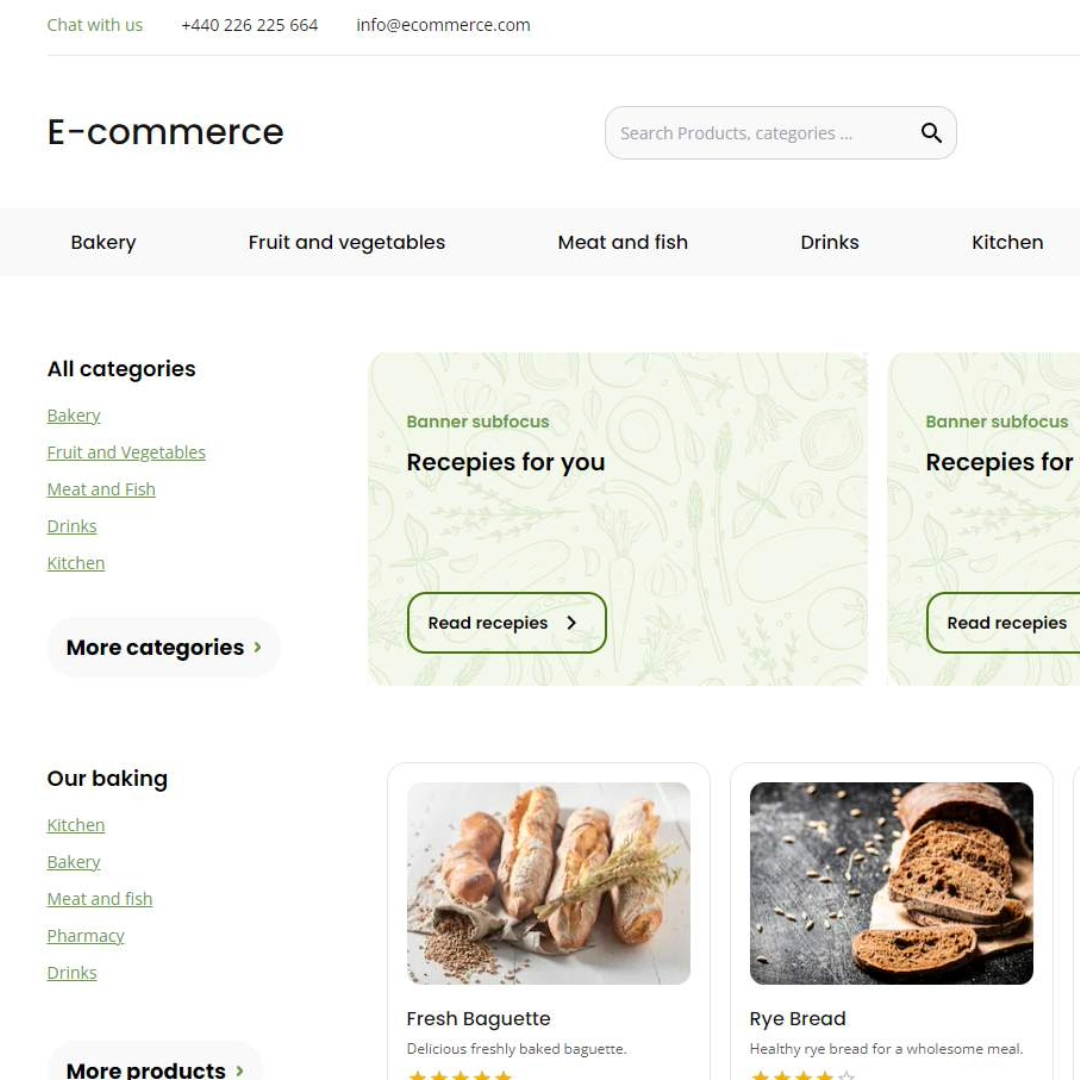 Chat with us +440 226 225 664 info@ecommerce.com
E-commerce
Search Products, categories ...
Bakery Fruit and vegetables Meat and fish Drinks Kitchen
All categories
Bakery
Fruit and Vegetables
Meat and Fish
Drinks
Kitchen
More categories
Banner subfocus
Recepies for you
Read recepies
Banner subfocus
Recepies for
Read recepies
Our baking
Kitchen
Bakery
Meat and fish
Pharmacy
Drinks
More products
Fresh Baguette
Delicious freshly baked baguette.
Rye Bread
Healthy rye bread for a wholesome meal.